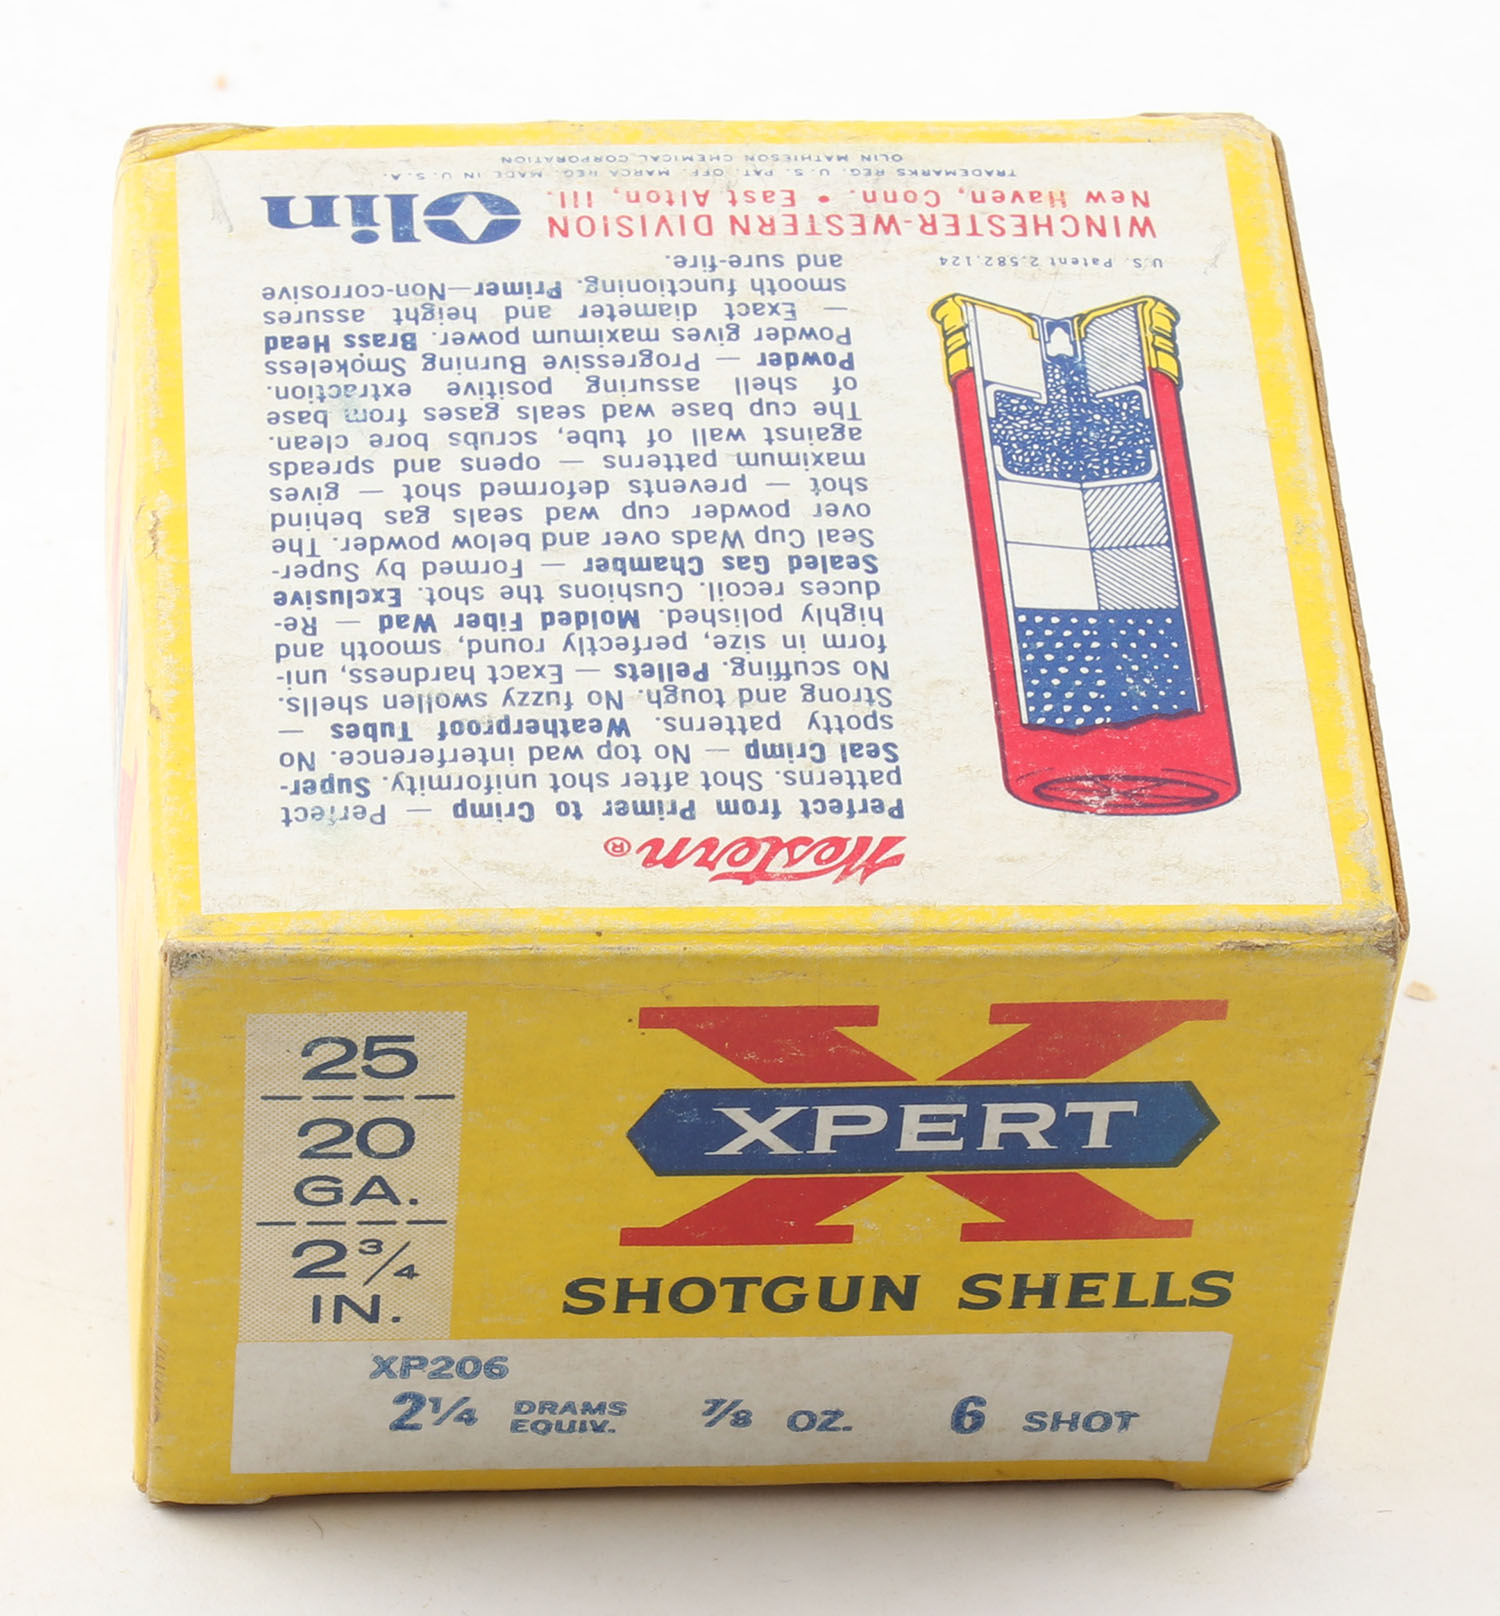 Western®
Perfect from Primer to Crimp — Perfect
patterns. Shot after shot uniformity. Super-
Seal Crimp — No top wad interference. No
spotty patterns. Weatherproof Tubes —
Strong and tough. No fuzzy swollen shells.
No scuffing. Pellets — Exact hardness, uni-
form in size, perfectly round, smooth and
highly polished. Molded Fiber Wad — Re-
duces recoil. Cushions the shot. Exclusive
Sealed Gas Chamber — Formed by Super-
Seal Cup Wads over and below powder. The
over powder cup wad seals gas behind
shot — prevents deformed shot — gives
maximum patterns — opens and spreads
against wall of tube, scrubs bore clean.
The cup base wad seals gases from base
of shell assuring positive extraction.
Powder — Progressive Burning Smokeless
Powder gives maximum power. Brass Head
— Exact diameter and height assures
smooth functioning. Primer—Non-corrosive
and sure-fire.
U.S. Patent 2,582,124
WINCHESTER-WESTERN DIVISION
New Haven, Conn. • East Alton, Ill.
Olin
TRADEMARKS REG. U. S. PAT. OFF. MARCA REG. MADE IN U. S. A.
OLIN MATHIESON CHEMICAL CORPORATION
25
20
GA.
2 3/4
IN.
X
XPERT
SHOTGUN SHELLS
XP206
2 1/4 DRAMS EQUIV. 7/8 OZ. 6 SHOT